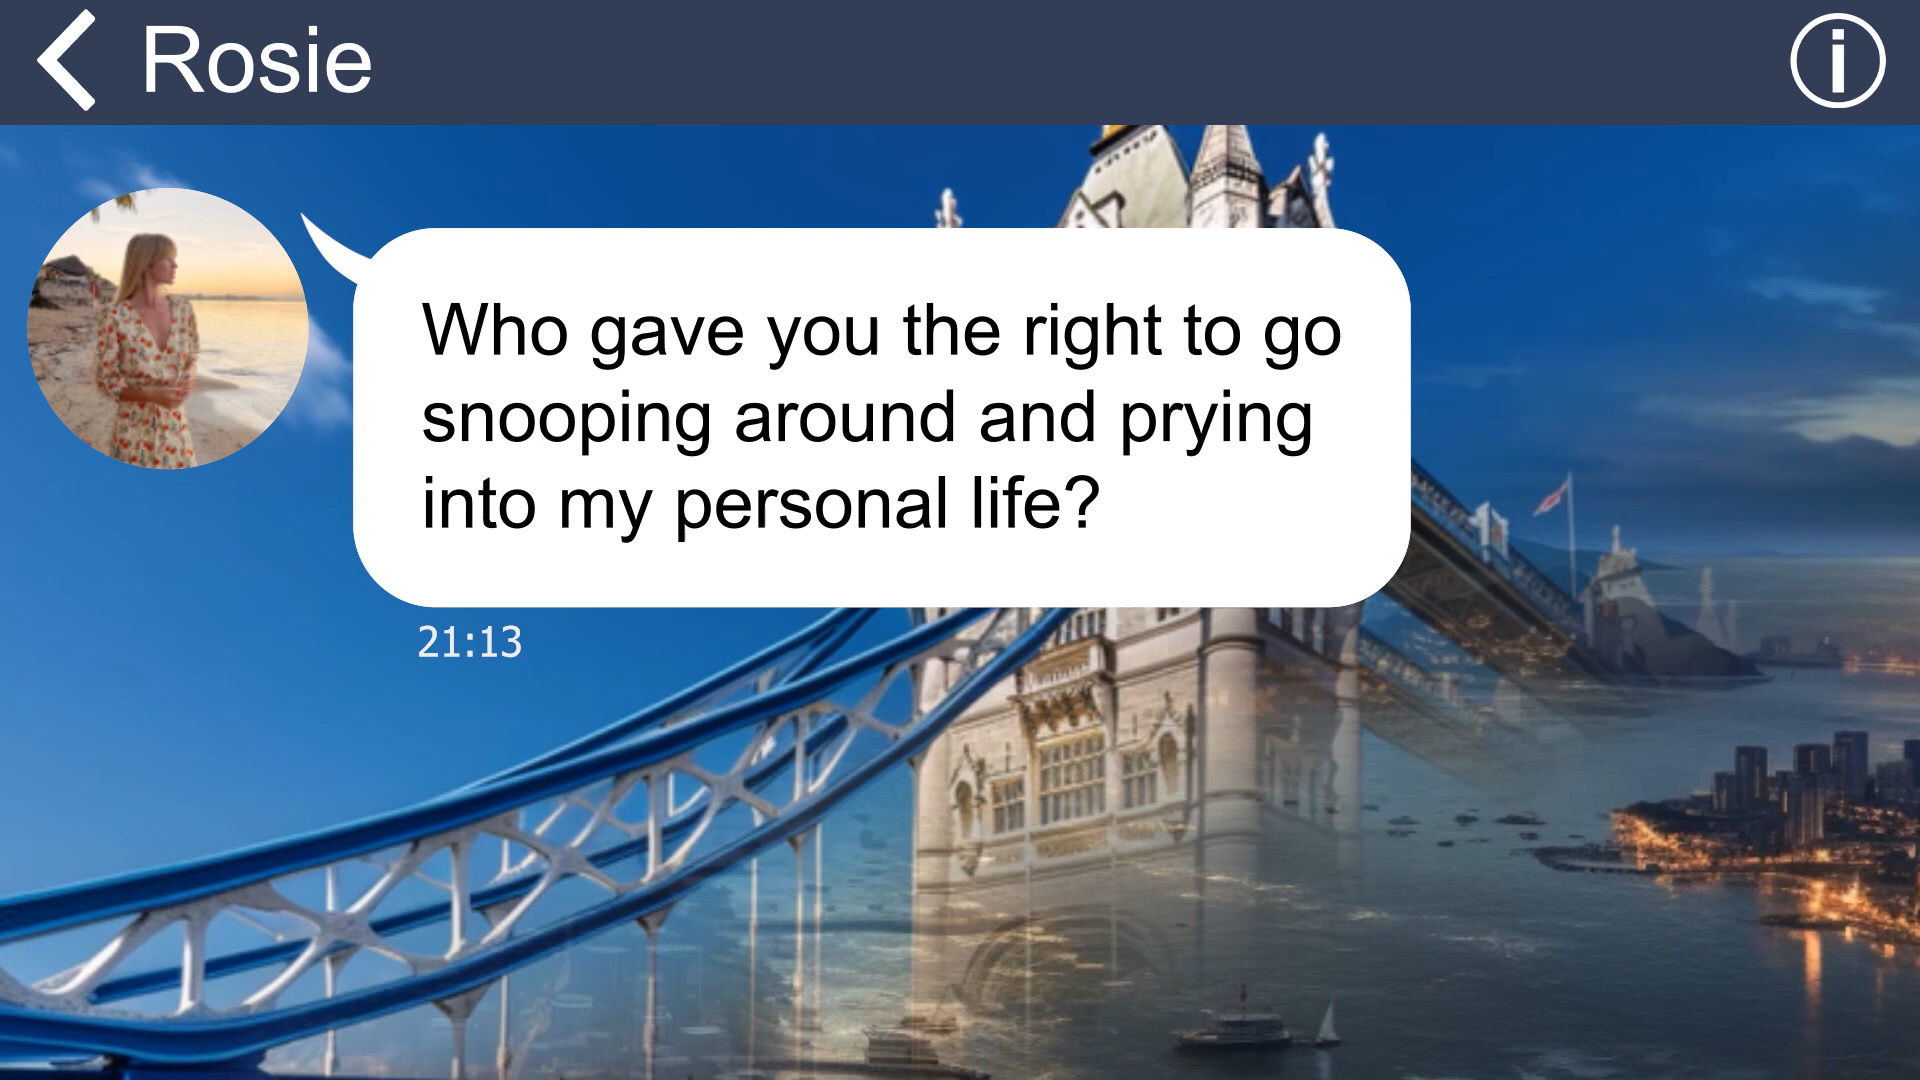 Rosie
Who gave you the right to go
snooping around and prying
into my personal life?
21:13